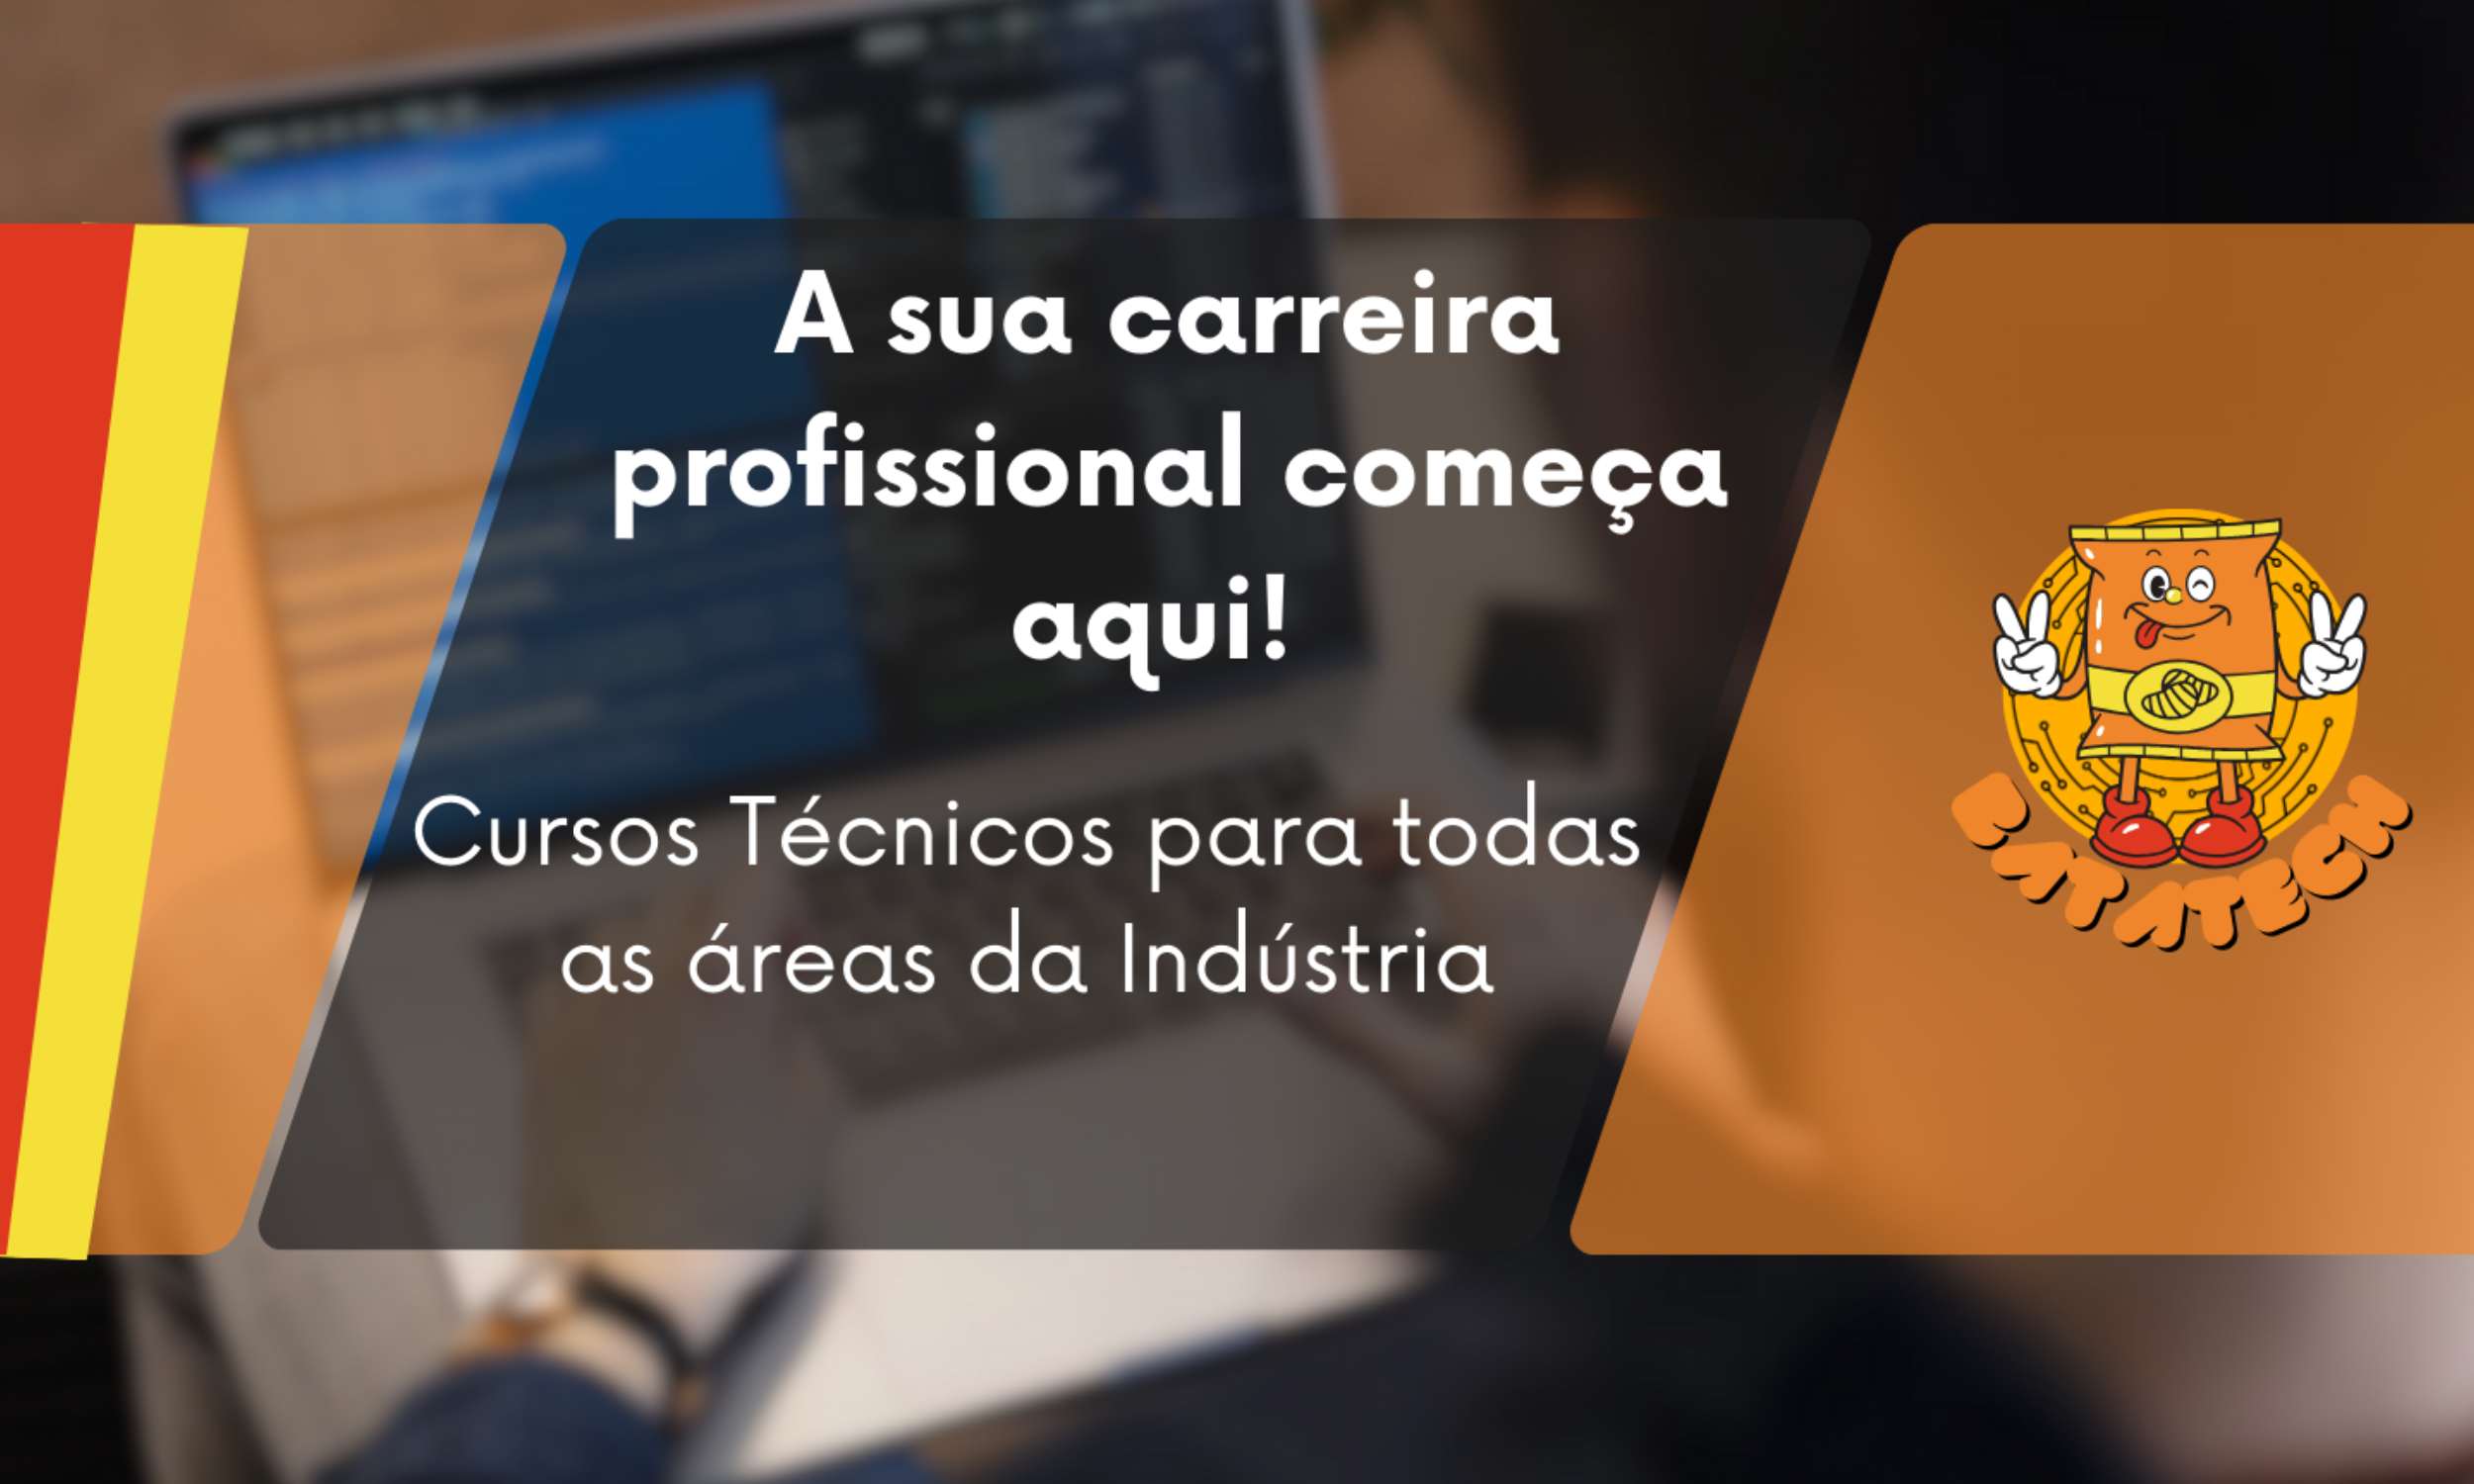 A sua carreira
profissional começa
aqui!
Cursos Técnicos para todas
as áreas da Indústria
BATATECH